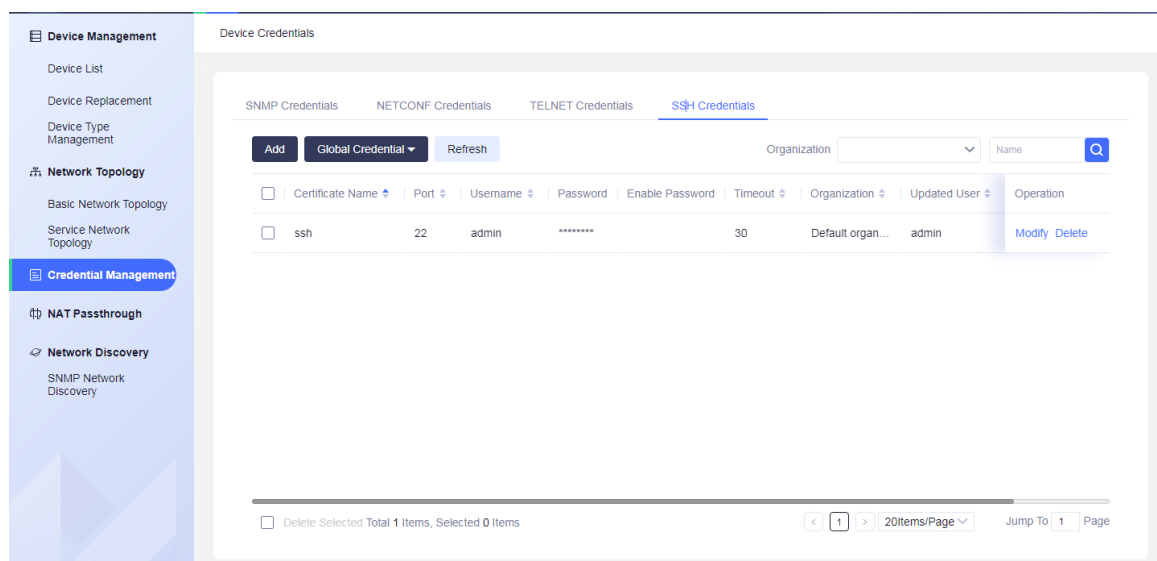 Device Management
Device List
Device Replacement
Device Type
Management
Network Topology
Basic Network Topology
Service Network
Topology
Credential Management
NAT Passthrough
Network Discovery
SNMP Network
Discovery
Device Credentials
SNMP Credentials NETCONF Credentials TELNET Credentials SSH Credentials
Add Global Credential Refresh Organization Name
Certificate Name Port Username Password Enable Password Timeout Organization Updated User Operation
ssh 22 admin ******** 30 Default organ... admin Modify Delete
Delete Selected Total 1 Items, Selected 0 Items < 1 > 20Items/Page Jump To 1 Page